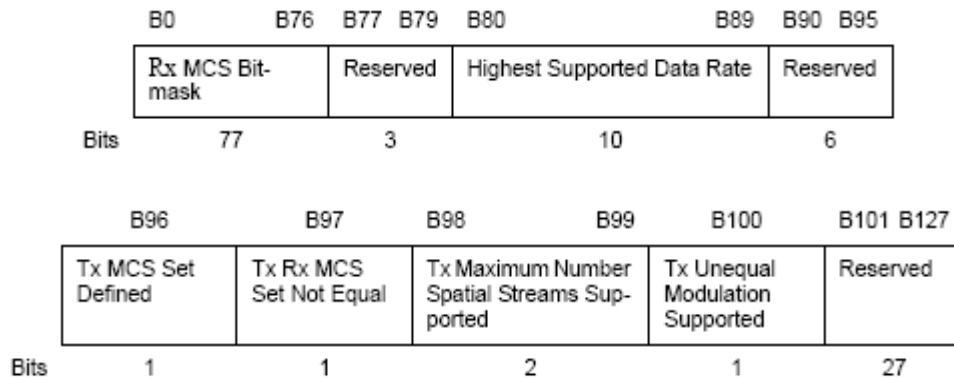 B0 B76 B77 B79 B80 B89 B90 B95
Rx MCS Bit-
mask
Reserved
Highest Supported Data Rate
Reserved
Bits 77 3 10 6
B96 B97 B98 B99 B100 B101 B127
Tx MCS Set
Defined
Tx Rx MCS
Set Not Equal
Tx Maximum Number
Spatial Streams Sup-
ported
Tx Unequal
Modulation
Supported
Reserved
Bits 1 1 2 1 27